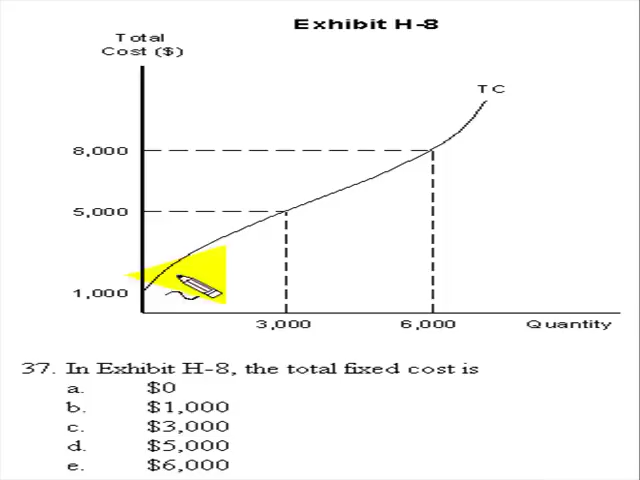 Exhibit H-8
Total
Cost ($)
TC
8,000
5,000
1,000
3,000
6,000
Quantity
37. In Exhibit H-8, the total fixed cost is
a. $0
b. $1,000
c. $3,000
d. $5,000
e. $6,000